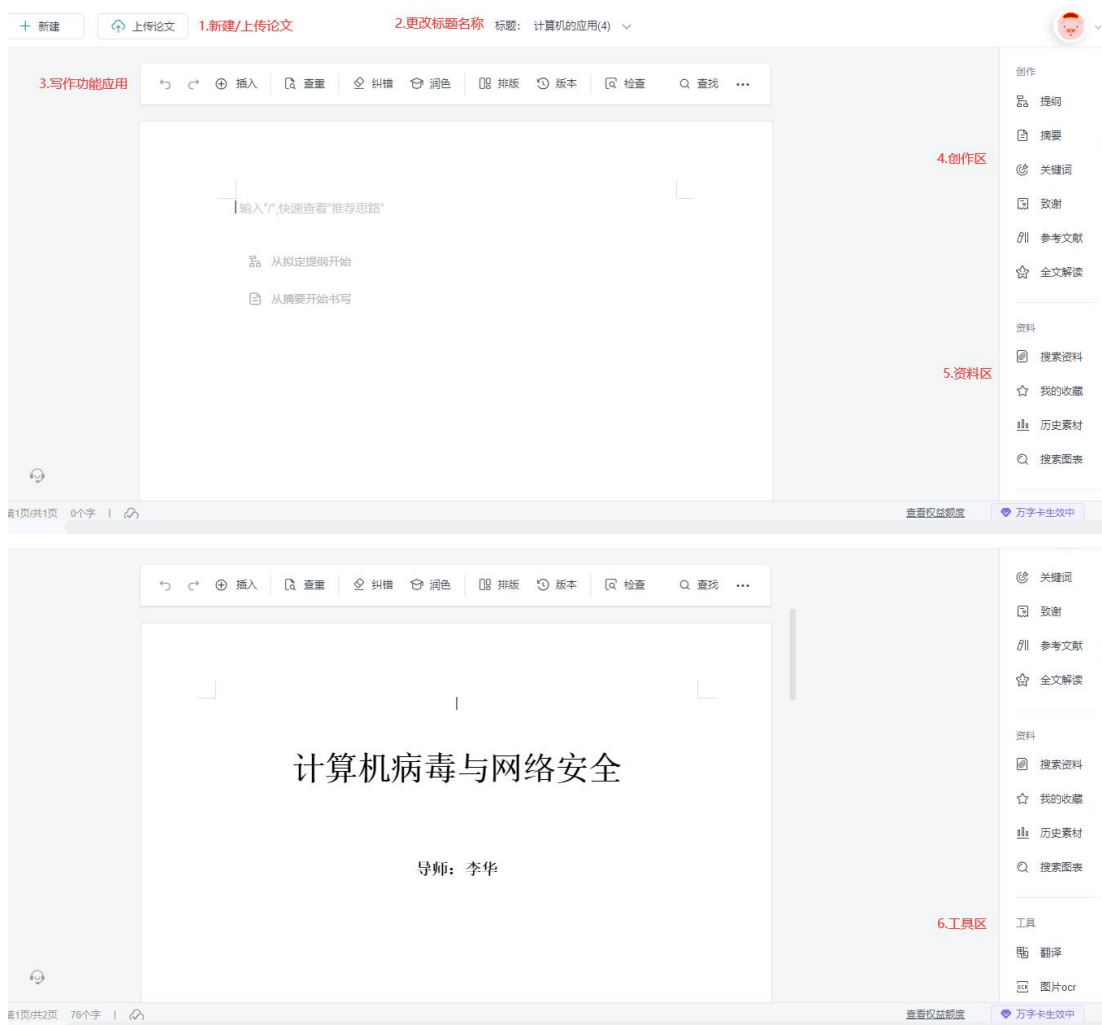 新建 上传论文 1.新建/上传论文 2.更改标题名称 标题: 计算机的应用(4)
3.写作功能应用 插入 查重 纠错 润色 排版 版本 检查 查找 •••
创作
提纲
摘要
4.创作区
关键词
致谢
输入"/",快速查看"推荐思路"
参考文献
从拟定提纲开始
全文解读
从摘要开始书写
资料
搜索资料
5.资料区
我的收藏
历史素材
搜索图表
第1页/共1页 0个字 查看权益额度 万字卡生效中
插入 查重 纠错 润色 排版 版本 检查 查找 •••
关键词
致谢
参考文献
全文解读
资料
计算机病毒与网络安全
搜索资料
我的收藏
历史素材
导师：李华
搜索图表
6.工具区 工具
翻译
图片ocr
第1页/共2页 76个字 查看权益额度 万字卡生效中